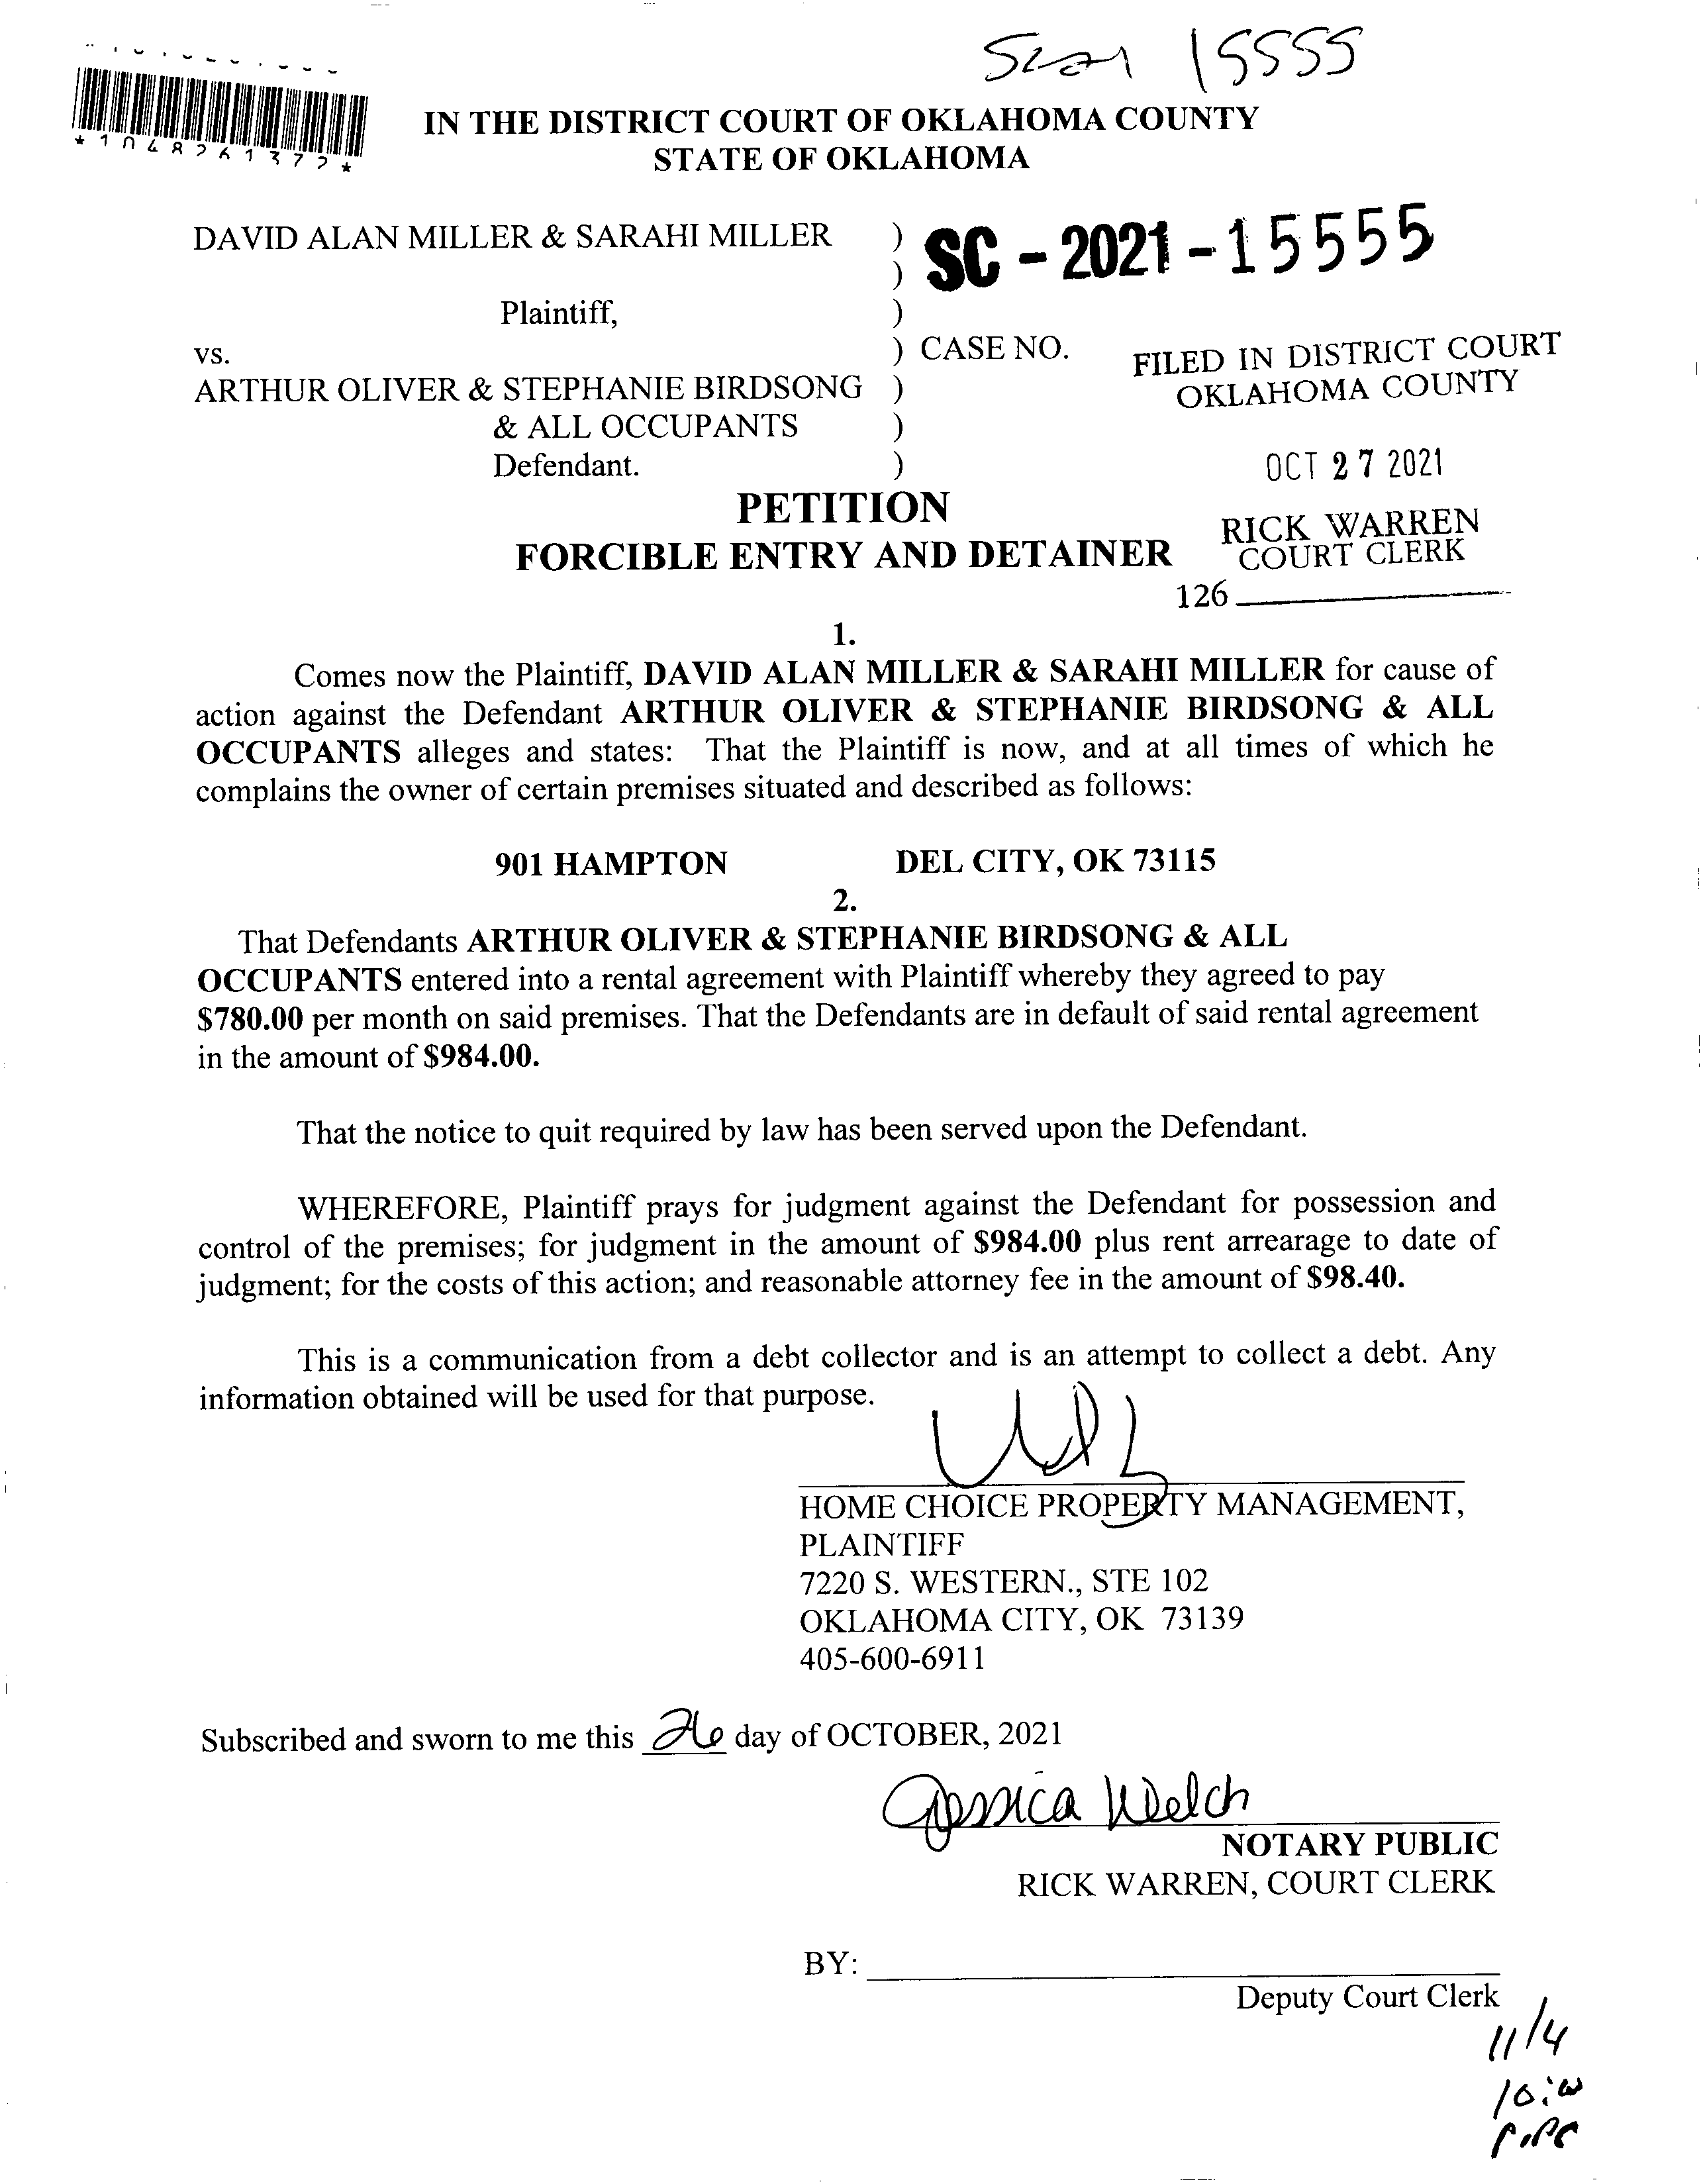 SC21 15555
*1048261372*
IN THE DISTRICT COURT OF OKLAHOMA COUNTY
STATE OF OKLAHOMA
DAVID ALAN MILLER & SARAHI MILLER )
) SC - 2021 - 15555
Plaintiff, )
vs. ) CASE NO.
FILED IN DISTRICT COURT
OKLAHOMA COUNTY
ARTHUR OLIVER & STEPHANIE BIRDSONG )
& ALL OCCUPANTS )
Defendant. )
OCT 27 2021
PETITION
RICK WARREN
COURT CLERK
FORCIBLE ENTRY AND DETAINER
126
1.
Comes now the Plaintiff, DAVID ALAN MILLER & SARAHI MILLER for cause of
action against the Defendant ARTHUR OLIVER & STEPHANIE BIRDSONG & ALL
OCCUPANTS alleges and states: That the Plaintiff is now, and at all times of which he
complains the owner of certain premises situated and described as follows:
901 HAMPTON DEL CITY, OK 73115
2.
That Defendants ARTHUR OLIVER & STEPHANIE BIRDSONG & ALL
OCCUPANTS entered into a rental agreement with Plaintiff whereby they agreed to pay
$780.00 per month on said premises. That the Defendants are in default of said rental agreement
in the amount of $984.00.
That the notice to quit required by law has been served upon the Defendant.
WHEREFORE, Plaintiff prays for judgment against the Defendant for possession and
control of the premises; for judgment in the amount of $984.00 plus rent arrearage to date of
judgment; for the costs of this action; and reasonable attorney fee in the amount of $98.40.
This is a communication from a debt collector and is an attempt to collect a debt. Any
information obtained will be used for that purpose.
HOME CHOICE PROPERTY MANAGEMENT,
PLAINTIFF
7220 S. WESTERN., STE 102
OKLAHOMA CITY, OK 73139
405-600-6911
Subscribed and sworn to me this 26 day of OCTOBER, 2021
Jessica Welch
NOTARY PUBLIC
RICK WARREN, COURT CLERK
BY:
Deputy Court Clerk
11/4